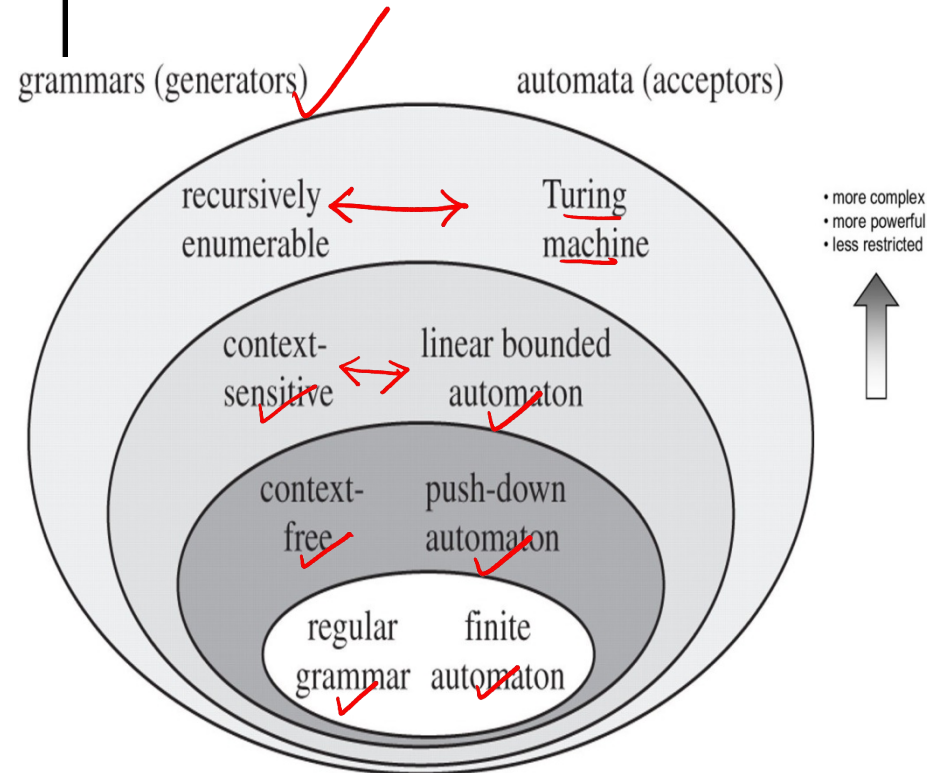 grammars (generators)
automata (acceptors)
recursively
enumerable
Turing
machine
• more complex
• more powerful
• less restricted
context-
sensitive
linear bounded
automaton
context-
free
push-down
automaton
regular
grammar
finite
automaton